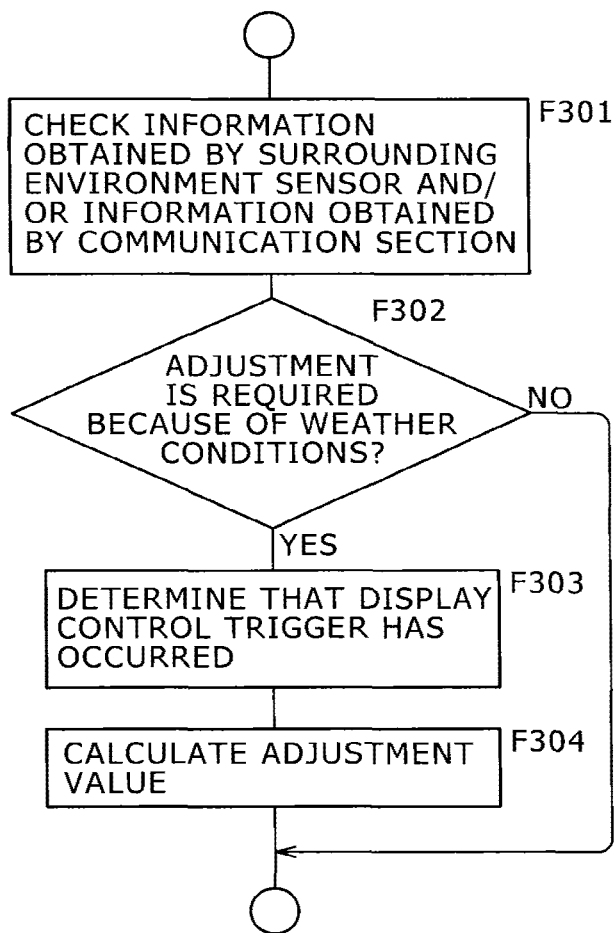 F301
CHECK INFORMATION
OBTAINED BY SURROUNDING
ENVIRONMENT SENSOR AND/
OR INFORMATION OBTAINED
BY COMMUNICATION SECTION
F302
ADJUSTMENT
IS REQUIRED
BECAUSE OF WEATHER
CONDITIONS?
NO
YES
F303
DETERMINE THAT DISPLAY
CONTROL TRIGGER HAS
OCCURRED
F304
CALCULATE ADJUSTMENT
VALUE